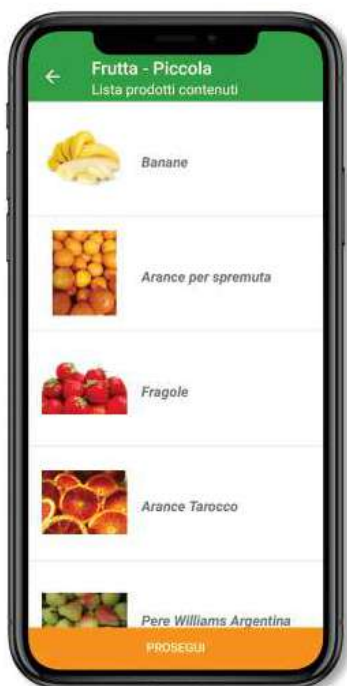 Frutta - Piccola
Lista prodotti contenuti
Banane
Arance per spremuta
Fragole
Arance Tarocco
Pere Williams Argentina
PROSEGUI